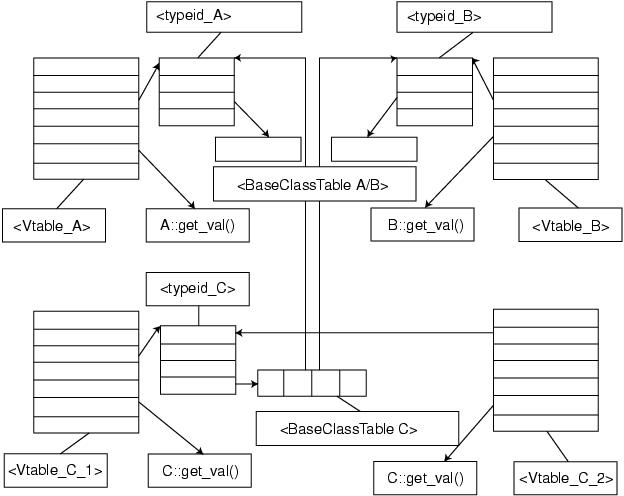 <typeid_A>
<typeid_B>
<BaseClassTable A/B>
<Vtable_A>
A::get_val()
B::get_val()
<Vtable_B>
<typeid_C>
<BaseClassTable C>
<Vtable_C_1>
C::get_val()
C::get_val()
<Vtable_C_2>